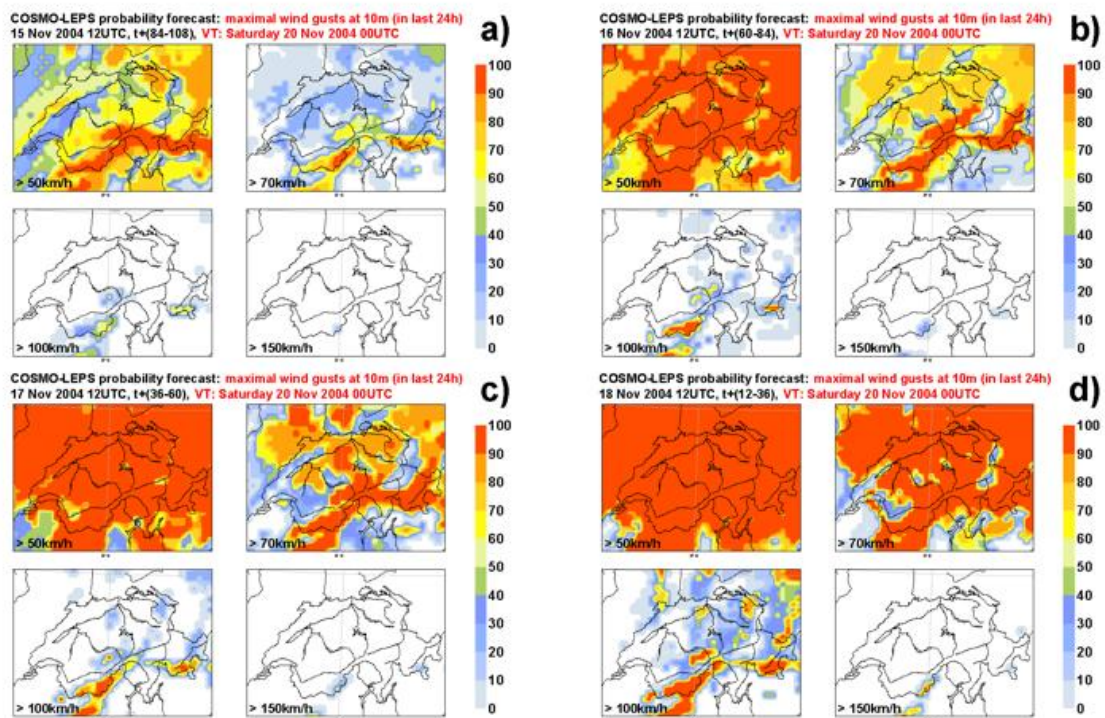 COSMO-LEPS probability forecast: maximal wind gusts at 10m (in last 24h)
15 Nov 2004 12UTC, t+(84-108), VT: Saturday 20 Nov 2004 00UTC
a)
> 50km/h
> 70km/h
> 100km/h
> 150km/h
100
90
80
70
60
50
40
30
20
10
0
COSMO-LEPS probability forecast: maximal wind gusts at 10m (in last 24h)
16 Nov 2004 12UTC, t+(60-84), VT: Saturday 20 Nov 2004 00UTC
b)
> 50km/h
> 70km/h
> 100km/h
> 150km/h
100
90
80
70
60
50
40
30
20
10
0
COSMO-LEPS probability forecast: maximal wind gusts at 10m (in last 24h)
17 Nov 2004 12UTC, t+(36-60), VT: Saturday 20 Nov 2004 00UTC
c)
> 50km/h
> 70km/h
> 100km/h
> 150km/h
100
90
80
70
60
50
40
30
20
10
0
COSMO-LEPS probability forecast: maximal wind gusts at 10m (in last 24h)
18 Nov 2004 12UTC, t+(12-36), VT: Saturday 20 Nov 2004 00UTC
d)
> 50km/h
> 70km/h
> 100km/h
> 150km/h
100
90
80
70
60
50
40
30
20
10
0